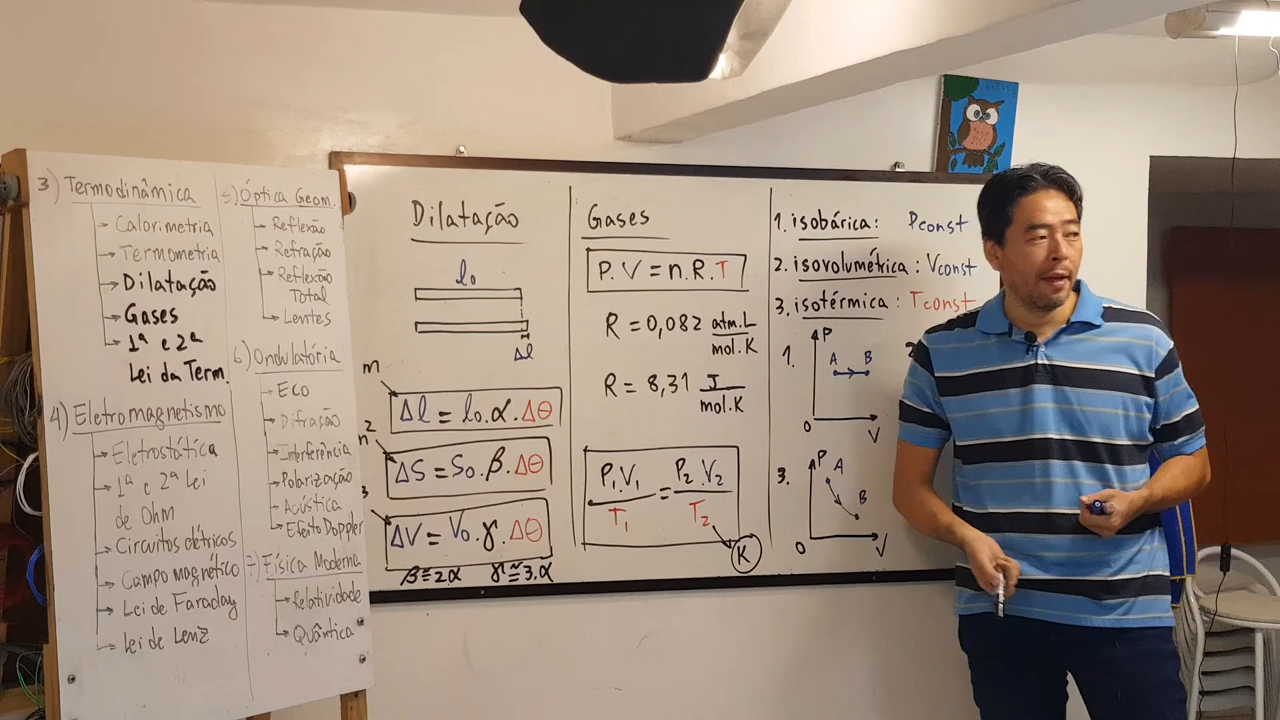 3) Termodinâmica
Calorimetria
Termometria
Dilatação
Gases
1ª e 2ª
Lei da Term.
4) Eletromagnetismo
Eletrostática
1ª e 2ª Lei
de Ohm
Circuitos elétricos
Campo magnético
Lei de Faraday
Lei de Lenz
5) Óptica Geom.
Reflexão
Refração
Reflexão
Total
Lentes
6) Ondulatória
Eco
Difração
Interferência
Polarização
Acústica
Efeito Doppler
7) Física Moderna
Relatividade
Quântica
Dilatação
l₀
Δl
m
Δl = l₀.α.Δθ
ΔS = S₀.β.Δθ
ΔV = V₀.γ.Δθ
β≅2α γ≅3.α
Gases
P.V = n.R.T
R = 0,082 atm.L/mol.K
R = 8,31 J/mol.K
P₁.V₁/T₁ = P₂.V₂/T₂
K
1. isobárica: Pconst
2. isovolumétrica: Vconst
3. isotérmica: Tconst
1.
P
A B
0 V
3.
P
A
B
0 V